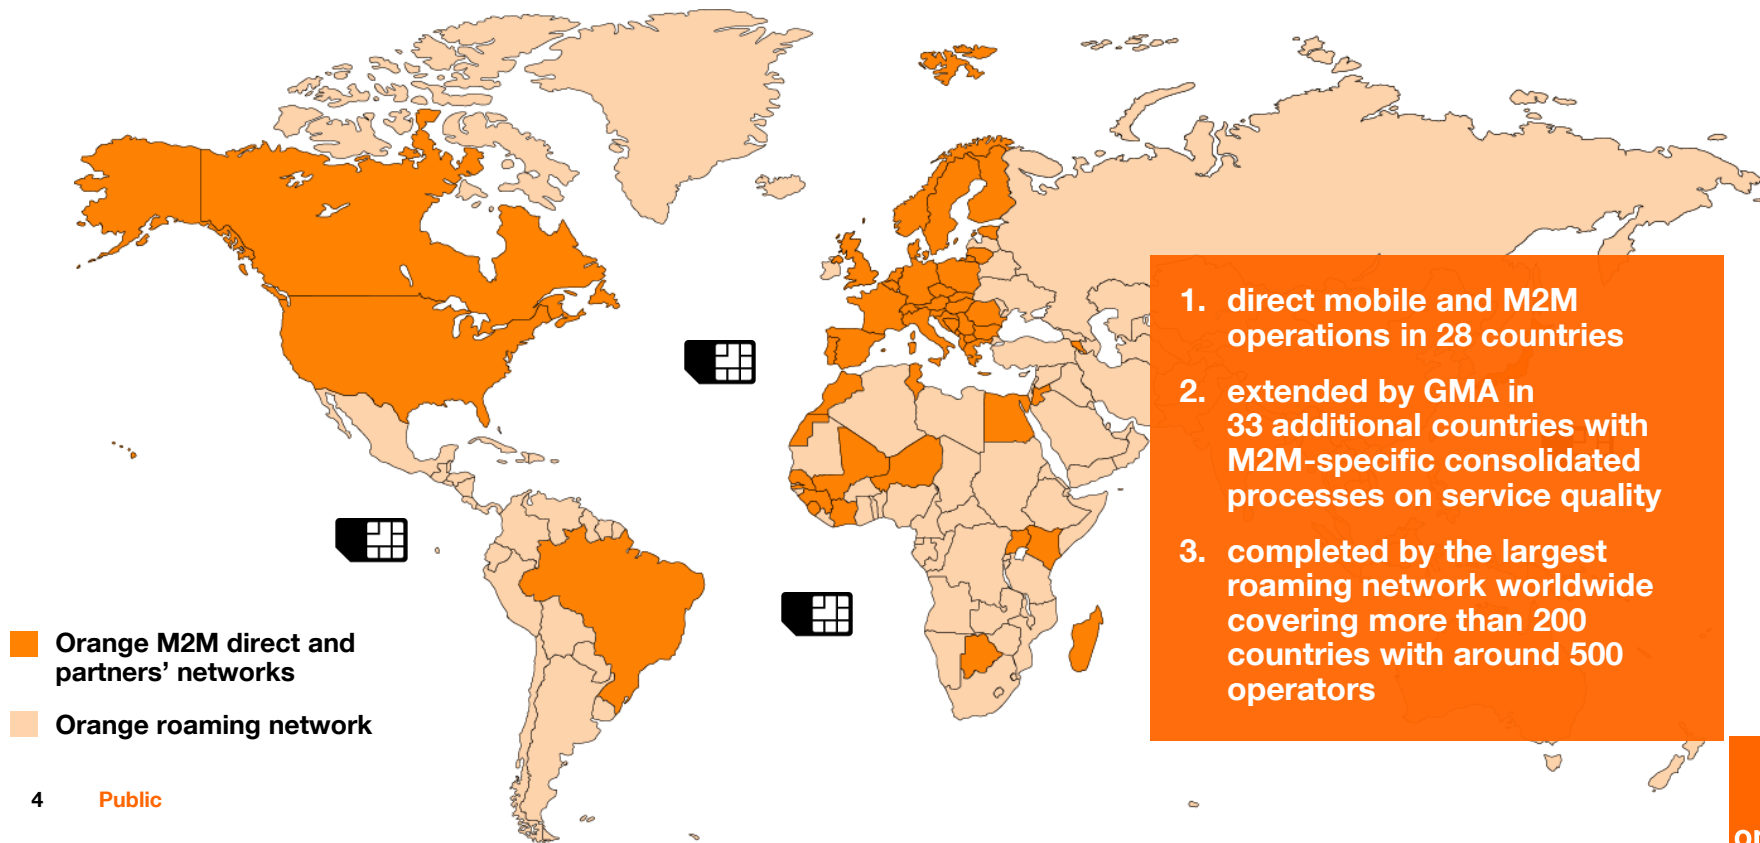 1. direct mobile and M2M
operations in 28 countries
2. extended by GMA in
33 additional countries with
M2M-specific consolidated
processes on service quality
3. completed by the largest
roaming network worldwide
covering more than 200
countries with around 500
operators
Orange M2M direct and
partners’ networks
Orange roaming network
4 Public